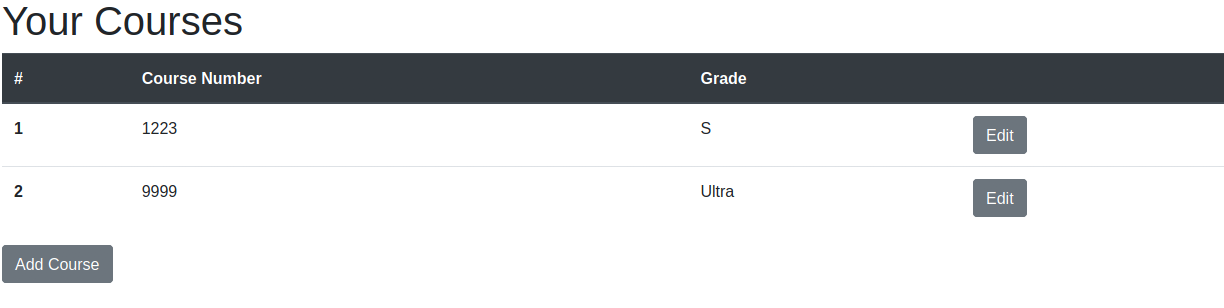 Your Courses
# Course Number Grade
1 1223 S Edit
2 9999 Ultra Edit
Add Course